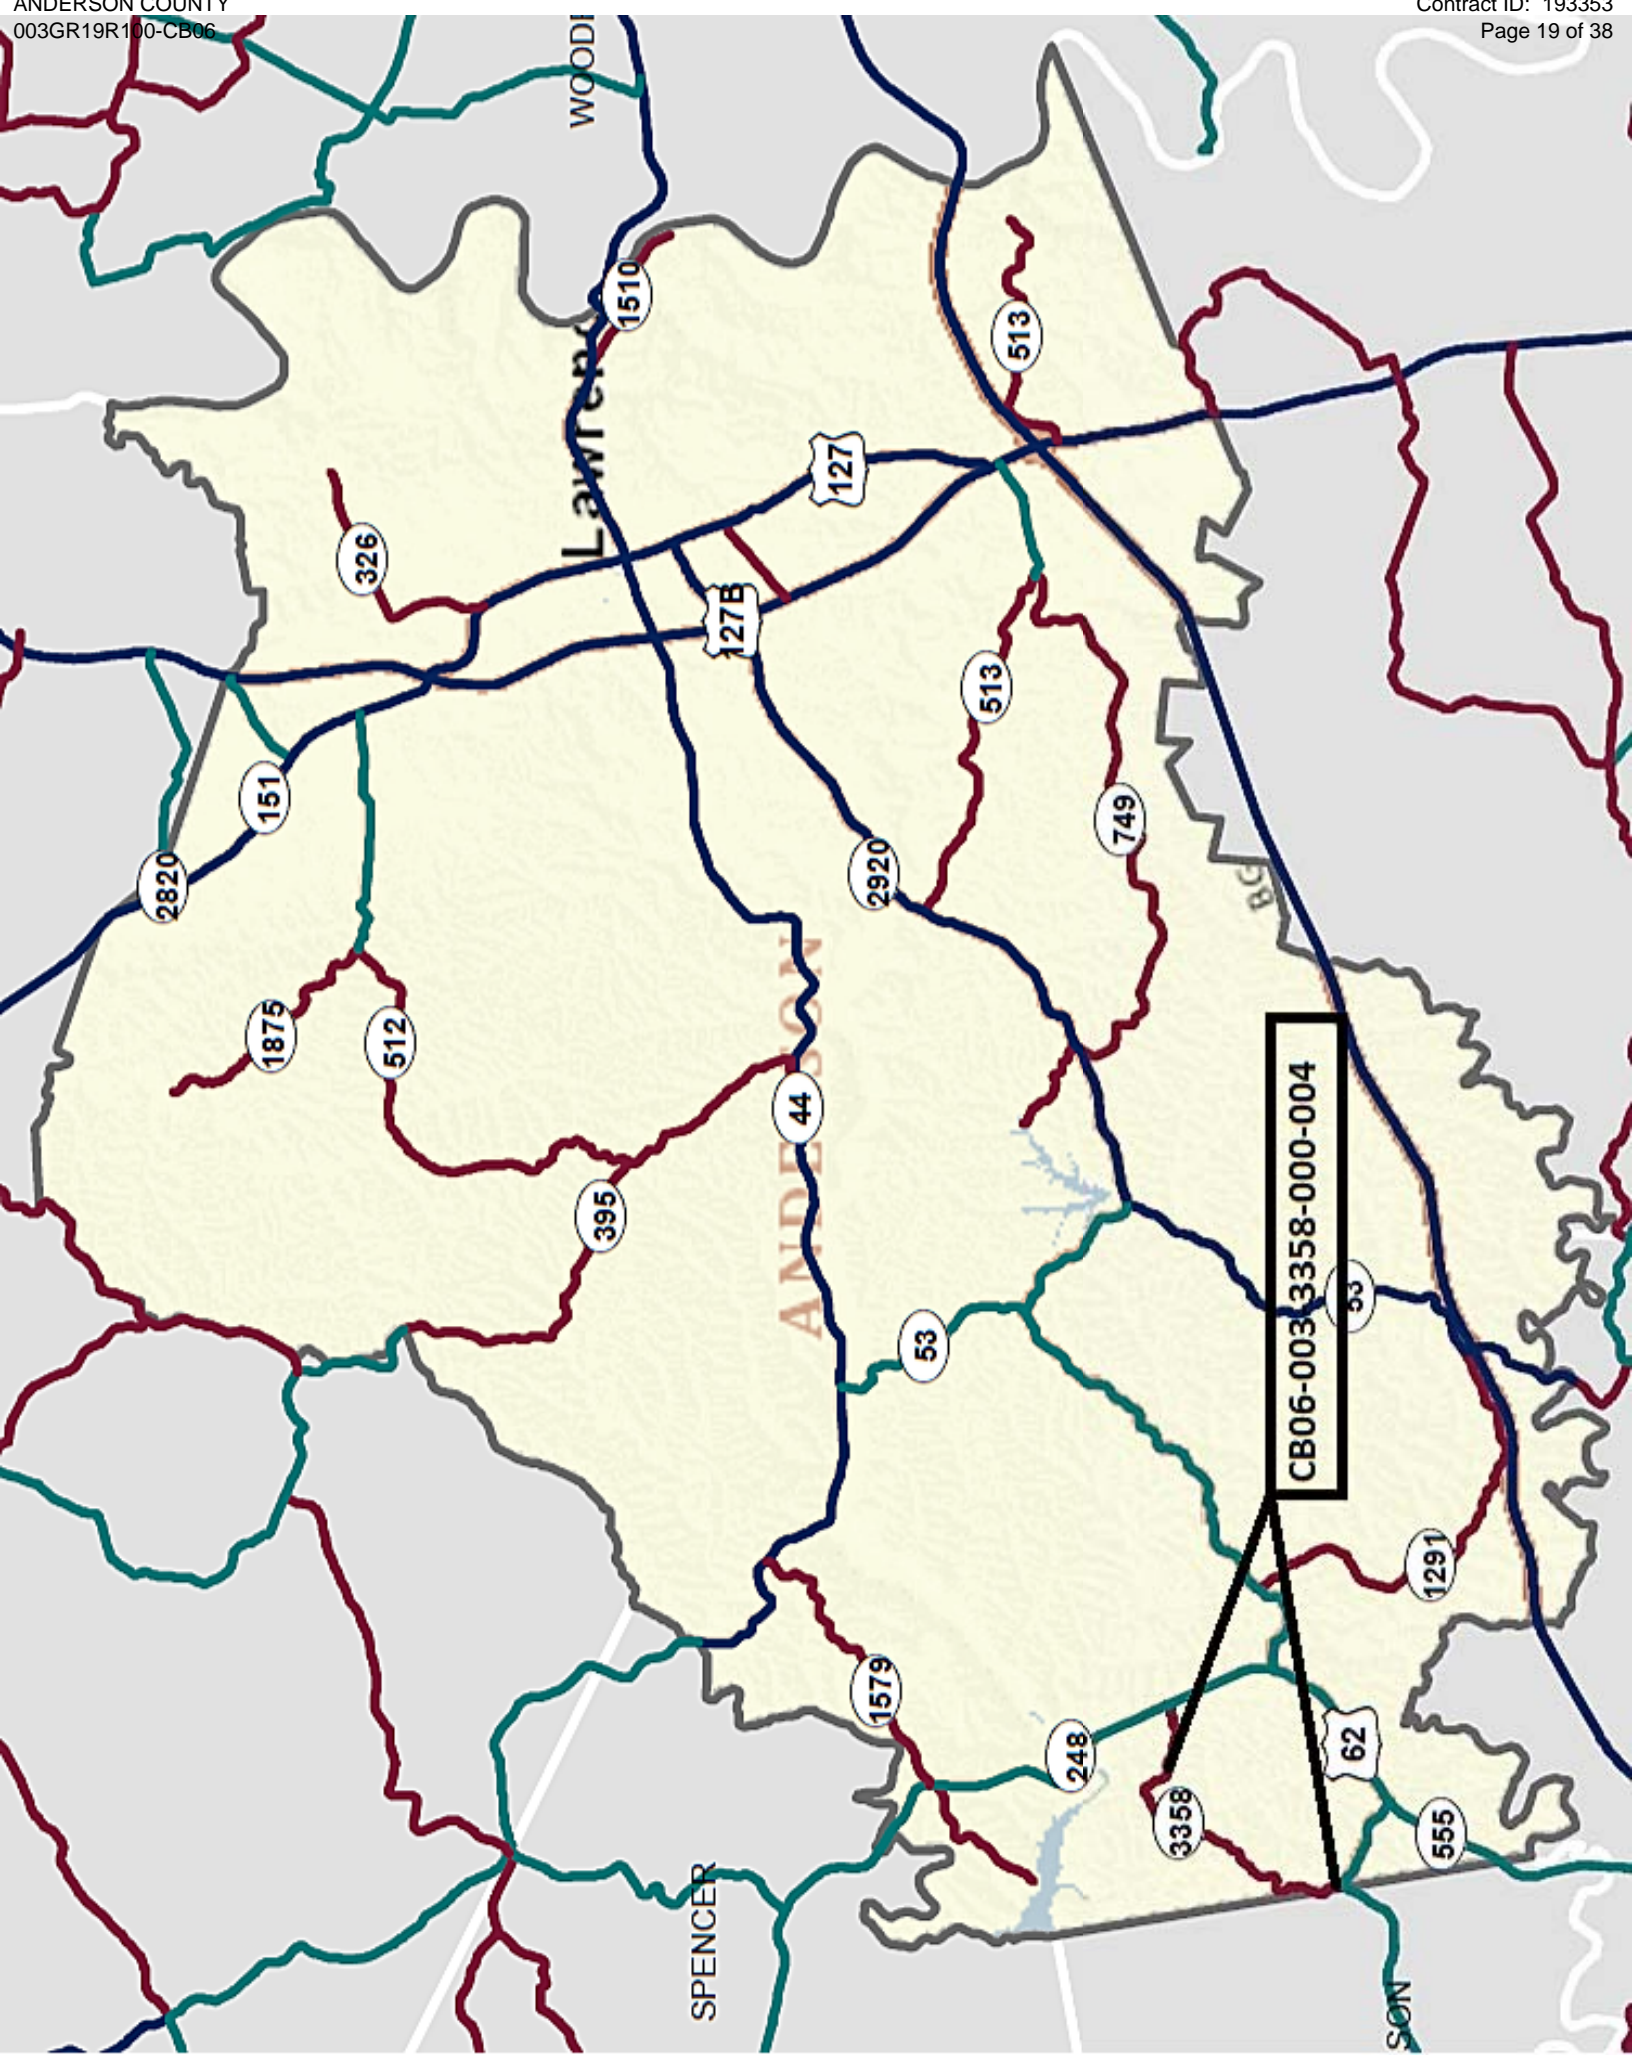 ANDERSON COUNTY
003GR19R100-CB06
Contract ID: 193353
Page 19 of 38
WOODF
1510
Lawrenc
513
127
326
127B
513
151
749
2820
2920
BG
1875
512
44
ANDERSON
395
CB06-003-3358-000-004
53
53
1291
1579
248
62
3358
555
SPENCER
SON